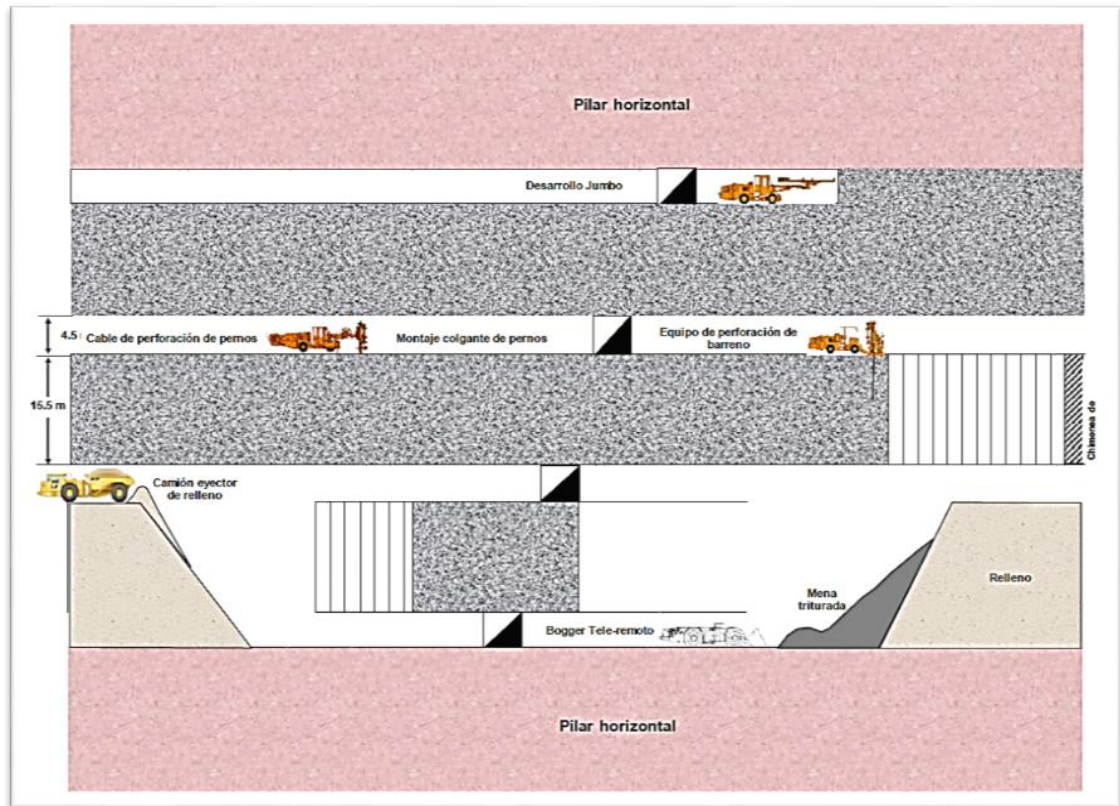 Pilar horizontal
Desarrollo Jumbo
4.5
Cable de perforación de pernos
Montaje colgante de pernos
Equipo de perforación de
barreno
15.5 m
Chimenea de
Camión eyector
de relleno
Relleno
Mena
triturada
Bogger Tele-remoto
Pilar horizontal